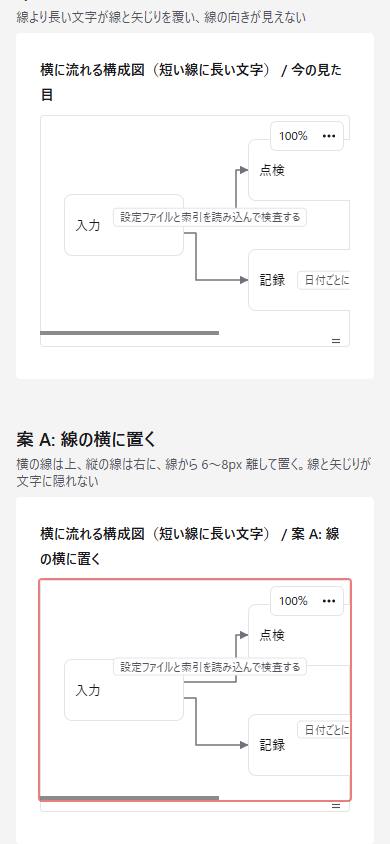 線より長い文字が線と矢じりを覆い、線の向きが見えない
横に流れる構成図（短い線に長い文字） / 今の見た
目
100% •••
点検
設定ファイルと索引を読み込んで検査する
入力
記録
日付ごとに
案 A: 線の横に置く
横の線は上、縦の線は右に、線から 6〜8px 離して置く。線と矢じりが
文字に隠れない
横に流れる構成図（短い線に長い文字） / 案 A: 線
の横に置く
100% •••
点検
設定ファイルと索引を読み込んで検査する
入力
日付ごとに
記録